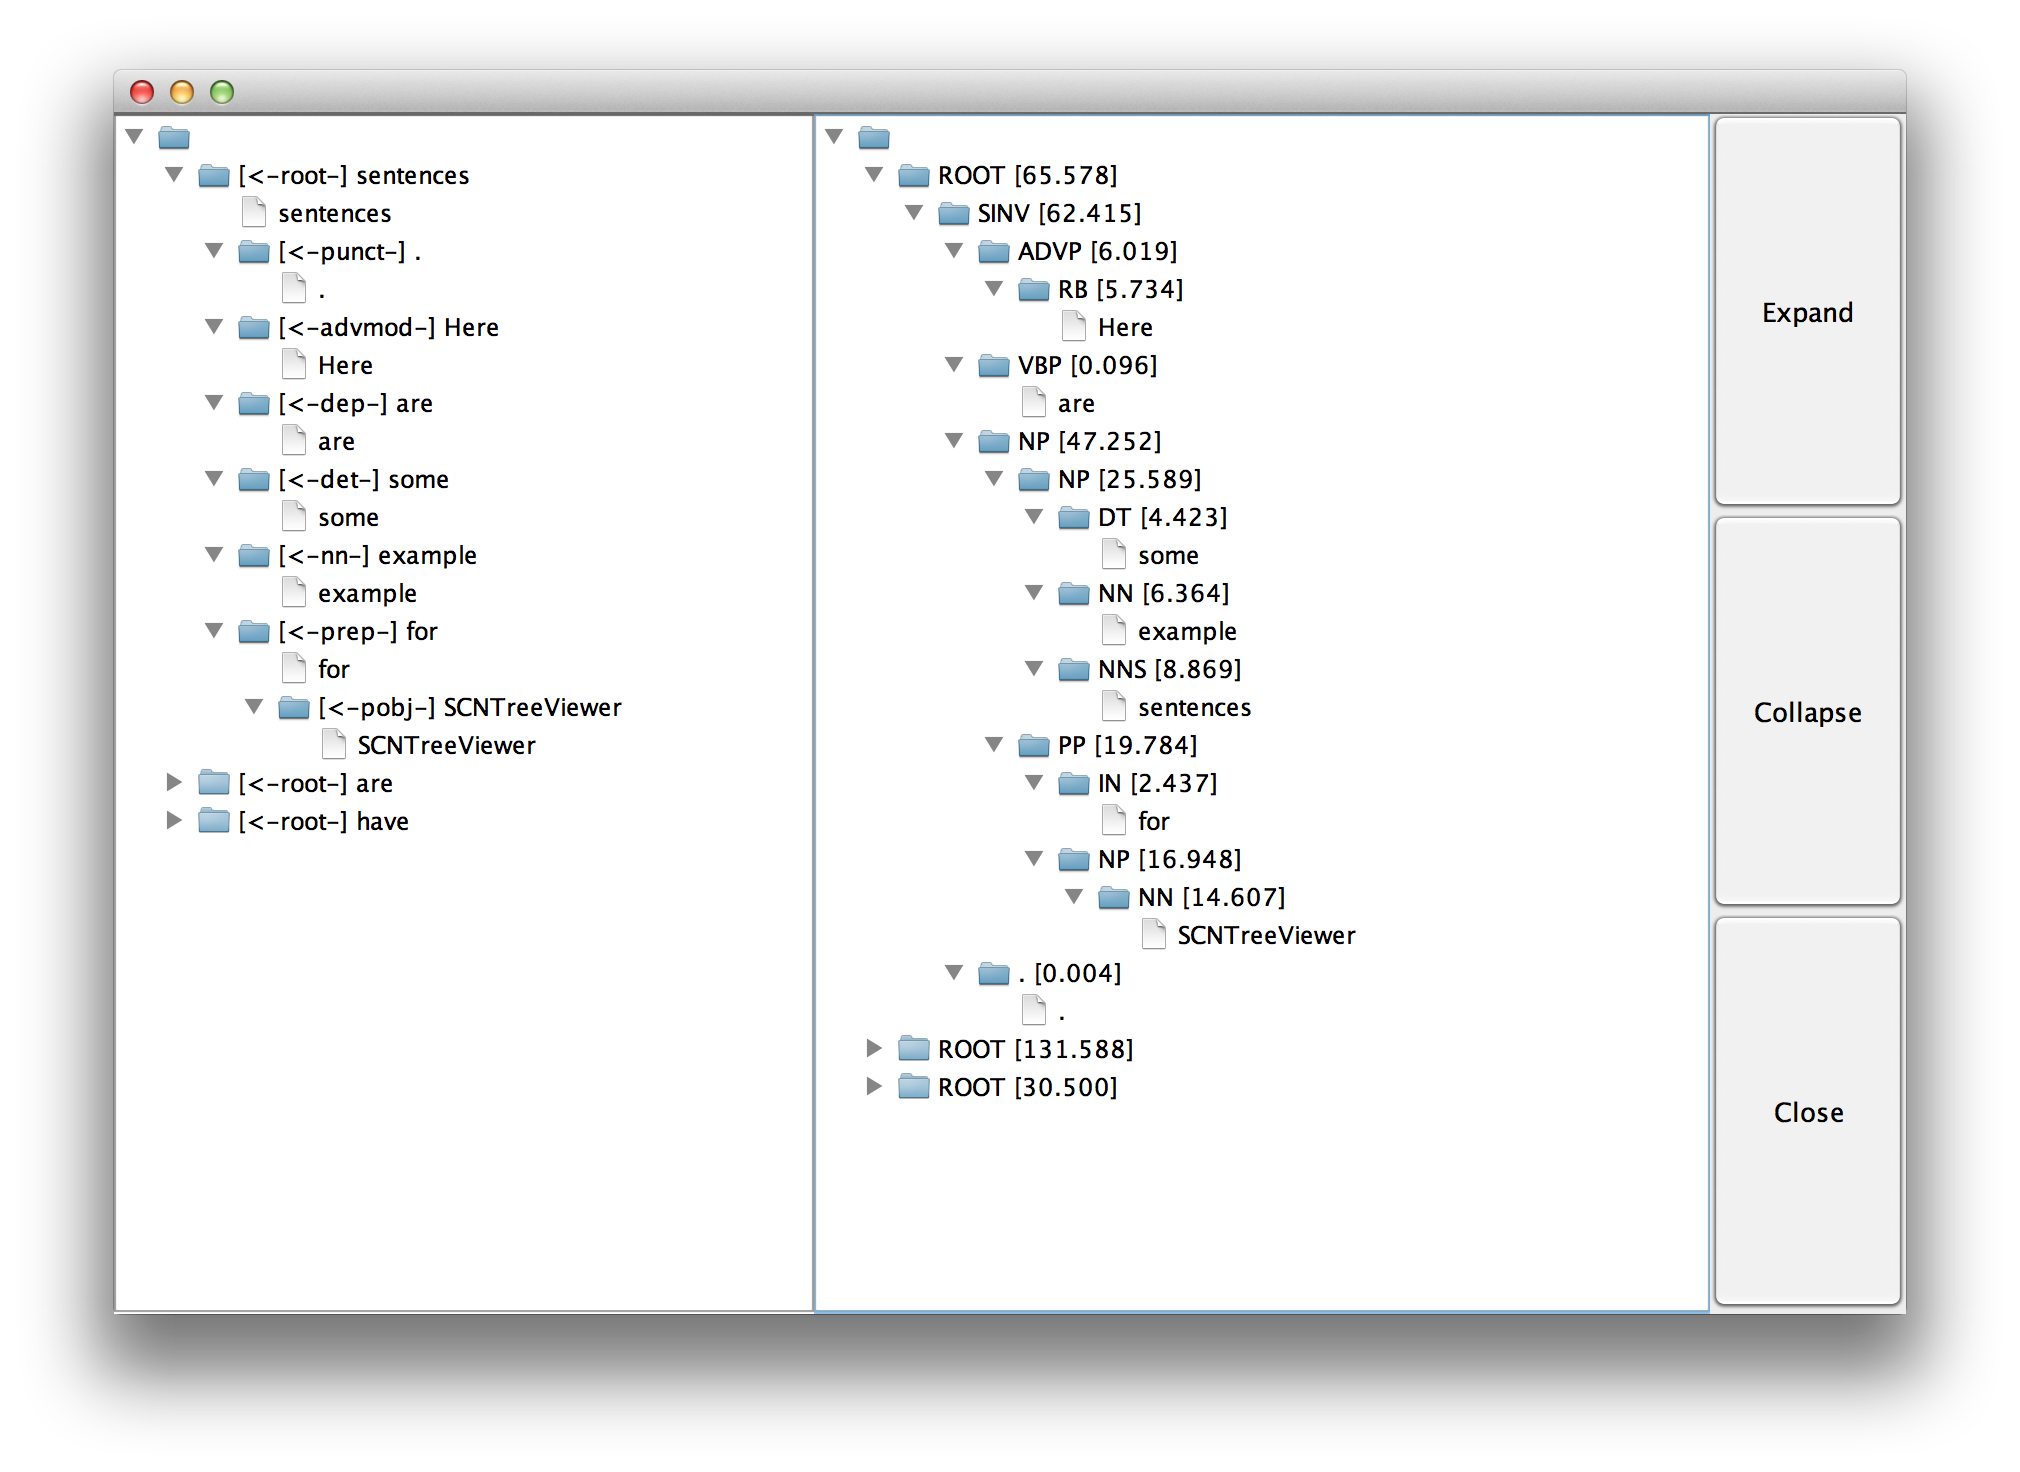 [<-root-] sentences
sentences
[<-punct-] .
.
[<-advmod-] Here
Here
[<-dep-] are
are
[<-det-] some
some
[<-nn-] example
example
[<-prep-] for
for
[<-pobj-] SCNTreeViewer
SCNTreeViewer
[<-root-] are
[<-root-] have
ROOT [65.578]
SINV [62.415]
ADVP [6.019]
RB [5.734]
Here
VBP [0.096]
are
NP [47.252]
NP [25.589]
DT [4.423]
some
NN [6.364]
example
NNS [8.869]
sentences
PP [19.784]
IN [2.437]
for
NP [16.948]
NN [14.607]
SCNTreeViewer
. [0.004]
.
ROOT [131.588]
ROOT [30.500]
Expand
Collapse
Close